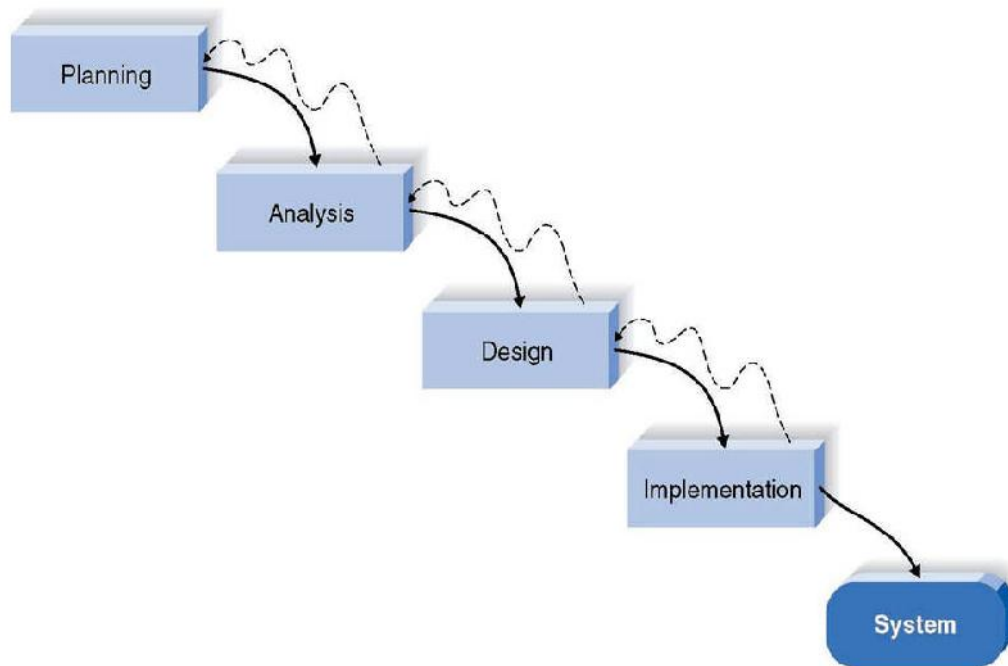 Planning
Analysis
Design
Implementation
System